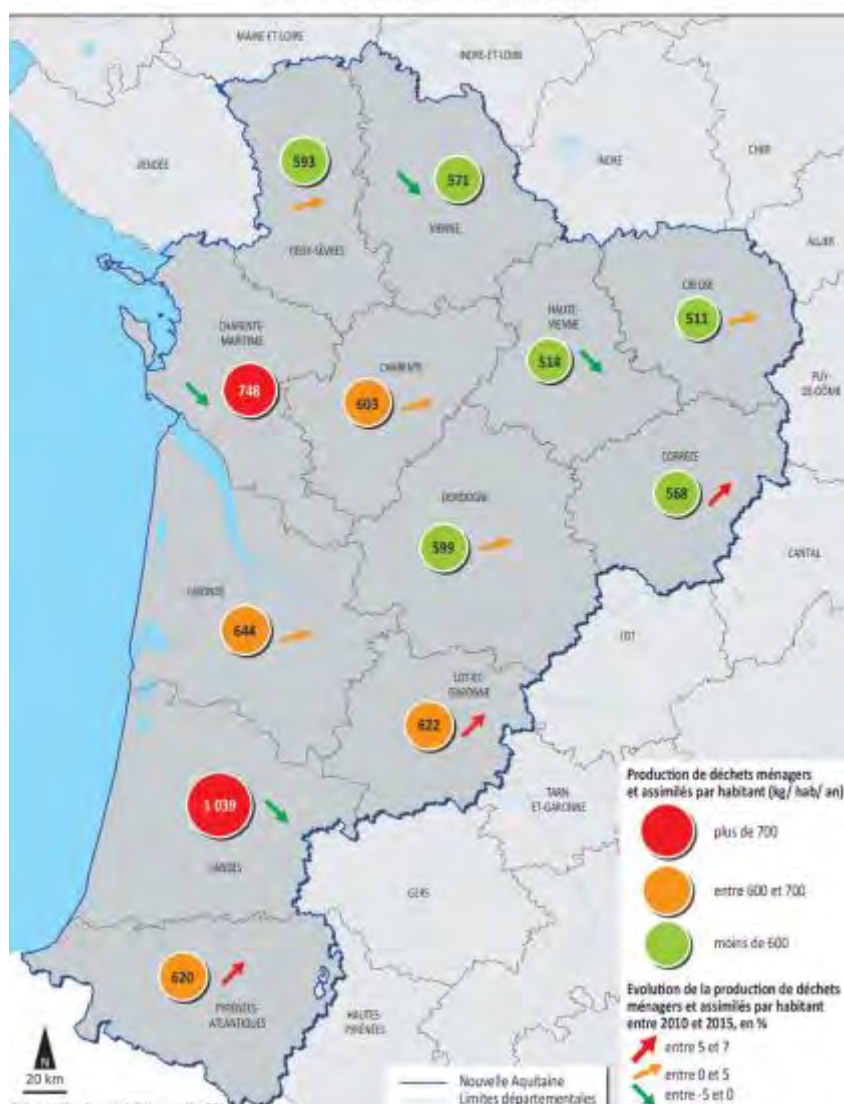 MAINE-ET-LOIRE
INDRE-ET-LOIRE
VENDÉE
593
571
INDRE
CHER
VIENNE
DEUX-SÈVRES
ALLIER
CREUSE
511
HAUTE-
VIENNE
514
CHARENTE-
MARITIME
748
CHARENTE
603
PUY-
DE-DÔME
CORRÈZE
568
DORDOGNE
599
CANTAL
GIRONDE
644
LOT
LOT-ET-
GARONNE
622
TARN
ET-GARONNE
1 039
LANDES
GERS
620
PYRÉNÉES-
ATLANTIQUES
HAUTES-
PYRÉNÉES
N
20 km
Production de déchets ménagers
et assimilés par habitant (kg/ hab/ an)
plus de 700
entre 600 et 700
moins de 600
Evolution de la production de déchets
ménagers et assimilés par habitant
entre 2010 et 2015, en %
entre 5 et 7
entre 0 et 5
entre -5 et 0
Nouvelle Aquitaine
Limites départementales